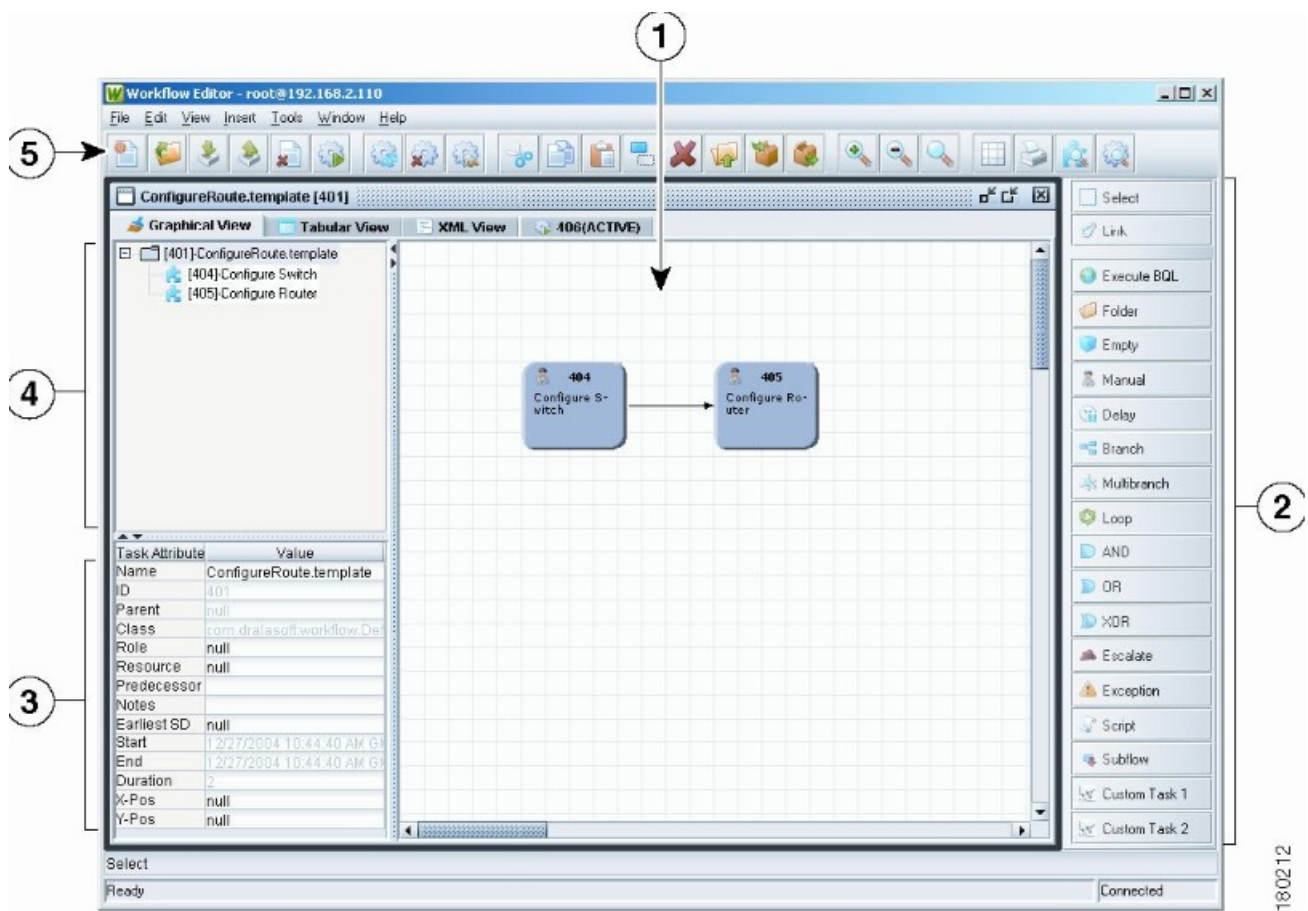 1
Workflow Editor - root@192.168.2.110
File Edit View Insert Tools Window Help
5
ConfigureRoute.template [401]
Graphical View Tabular View XML View 406(ACTIVE)
[401]-ConfigureRoute.template
[404]-Configure Switch
[405]-Configure Router
4
404
Configure S-
witch
405
Configure Ro-
uter
Task Attribute Value
Name ConfigureRoute.template
ID 401
Parent null
Class com.dralasoft.workflow.Def
Role null
Resource null
Predecessor
Notes
Earliest SD null
Start 12/27/2004 10:44:40 AM GM
End 12/27/2004 10:44:40 AM GM
Duration 2
X-Pos null
Y-Pos null
3
Select
Link
Execute BQL
Folder
Empty
Manual
Delay
Branch
Multibranch
Loop
AND
OR
XOR
Escalate
Exception
Script
Subflow
Custom Task 1
Custom Task 2
2
Select
Ready Connected
180212